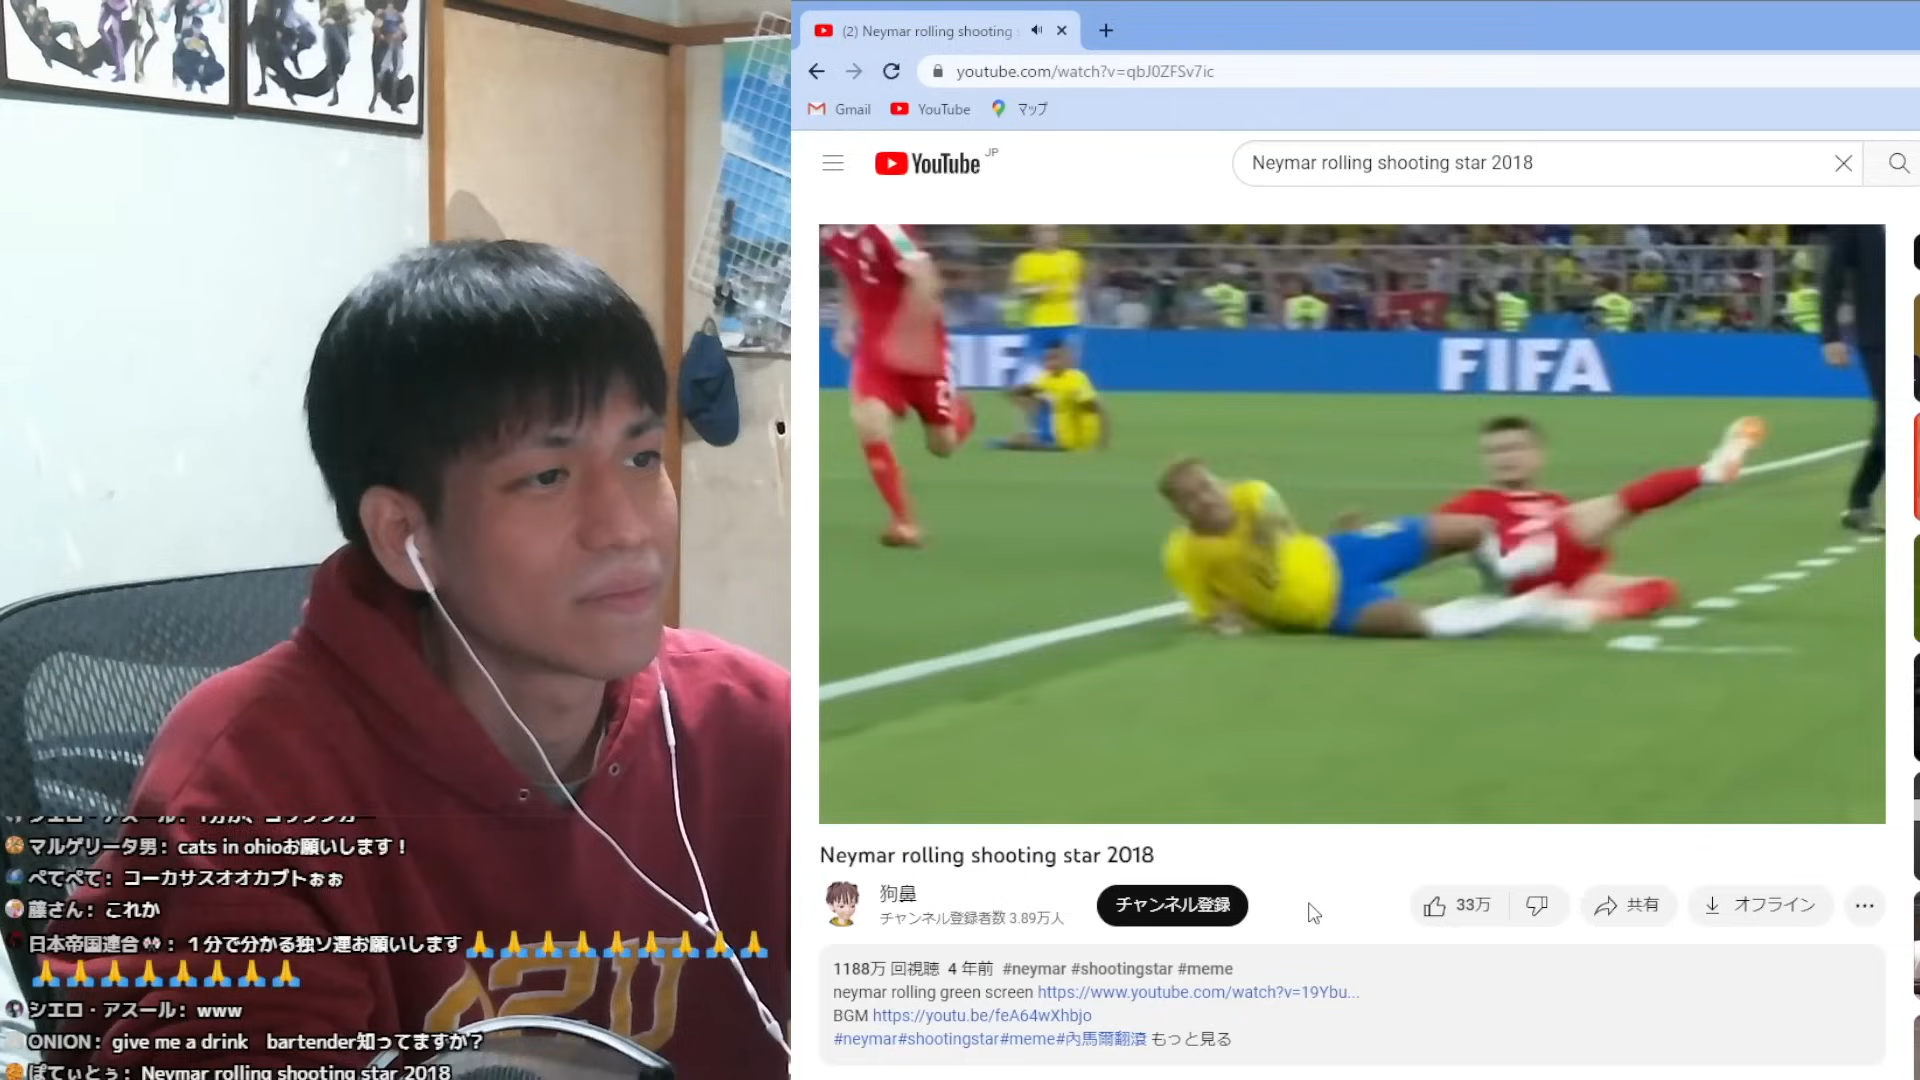 (2) Neymar rolling shooting
youtube.com/watch?v=qbJ0ZFSv7ic
Gmail YouTube マップ
YouTube JP
Neymar rolling shooting star 2018
FIFA
Neymar rolling shooting star 2018
狗鼻
チャンネル登録者数 3.89万人
チャンネル登録
33万
共有
オフライン
1188万 回視聴 4 年前 #neymar #shootingstar #meme
neymar rolling green screen https://www.youtube.com/watch?v=19Ybu...
BGM https://youtu.be/feA64wXhbjo
#neymar#shootingstar#meme#內馬爾翻滾 もっと見る
マルゲリータ男: cats in ohioお願いします!
ぺてぺて: コーカサスオオカブトぉぉ
藤さん: これか
日本帝国連合: 1分で分かる独ソ連お願いします🙏🙏🙏🙏🙏🙏🙏🙏🙏
🙏🙏🙏🙏🙏🙏🙏🙏
シエロ・アスール: www
ONION: give me a drink bartender知ってますか?
ぽてぃとぅ: Neymar rolling shooting star 2018